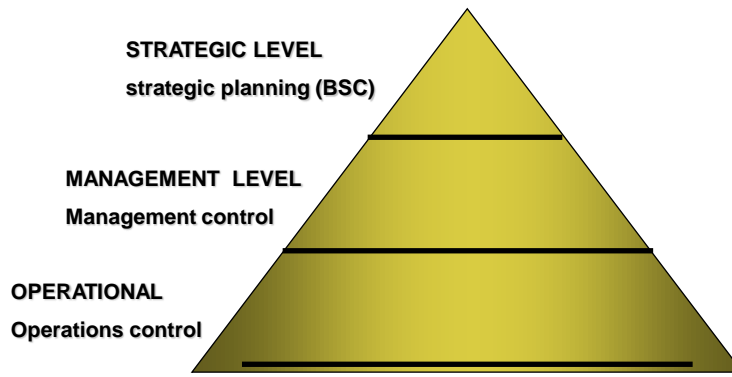 STRATEGIC LEVEL
strategic planning (BSC)
MANAGEMENT LEVEL
Management control
OPERATIONAL
Operations control